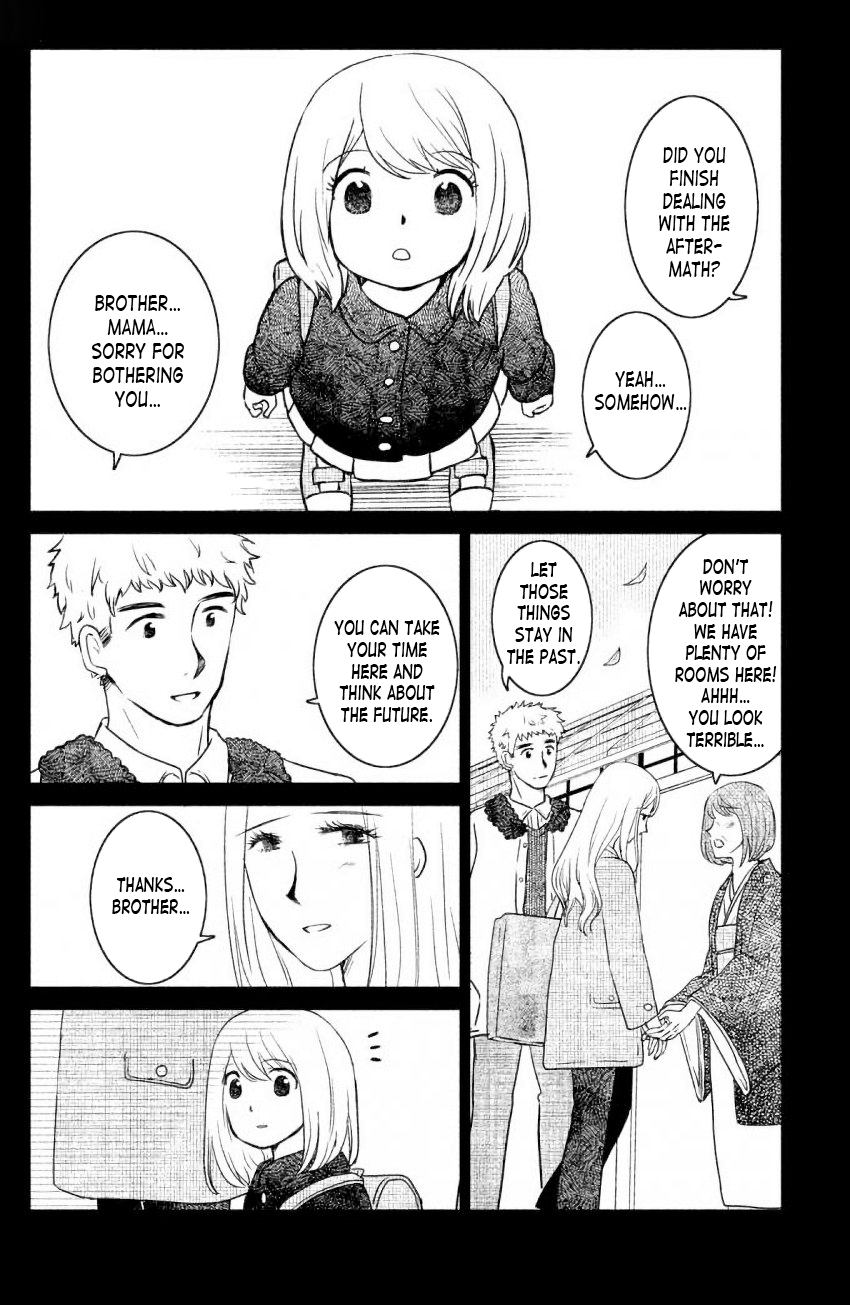 DID YOU
FINISH
DEALING
WITH THE
AFTER-
MATH?
YEAH...
SOMEHOW...
BROTHER...
MAMA...
SORRY FOR
BOTHERING
YOU...
DON'T
WORRY
ABOUT THAT!
WE HAVE
PLENTY OF
ROOMS HERE!
AHHH...
YOU LOOK
TERRIBLE...
LET
THOSE
THINGS
STAY IN
THE PAST.
YOU CAN TAKE
YOUR TIME
HERE AND
THINK ABOUT
THE FUTURE.
THANKS...
BROTHER...